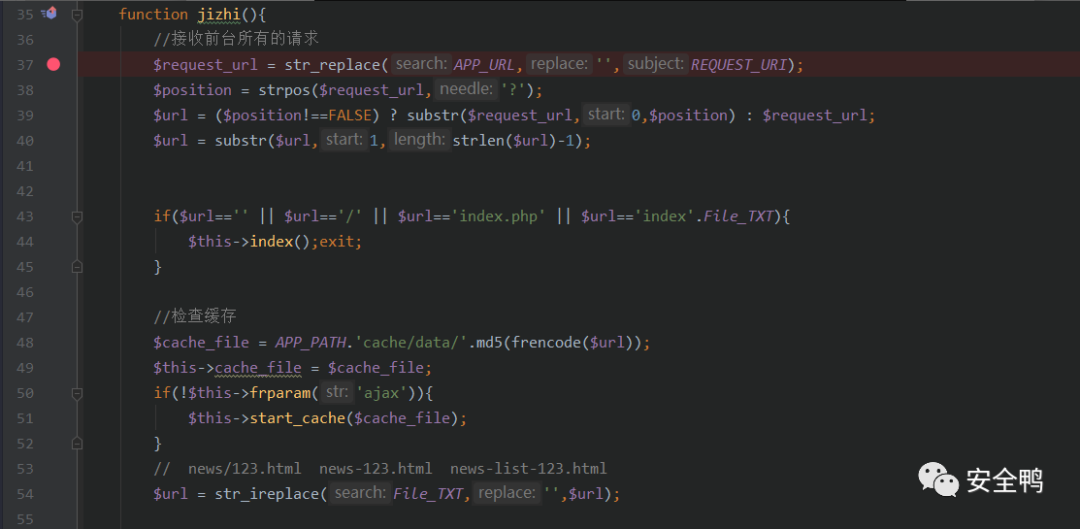 35 function jizhi(){
36 //接收前台所有的请求
37 $request_url = str_replace( search: APP_URL, replace: '', subject: REQUEST_URI);
38 $position = strpos($request_url, needle: '?');
39 $url = ($position!==FALSE) ? substr($request_url, start: 0,$position) : $request_url;
40 $url = substr($url, start: 1, length: strlen($url)-1);
41
42
43 if($url=='' || $url=='/' || $url=='index.php' || $url=='index'.File_TXT){
44 $this->index();exit;
45 }
46
47 //检查缓存
48 $cache_file = APP_PATH.'cache/data/'.md5(frencode($url));
49 $this->cache_file = $cache_file;
50 if(!$this->frparam( str: 'ajax')){
51 $this->start_cache($cache_file);
52 }
53 // news/123.html news-123.html news-list-123.html
54 $url = str_ireplace( search: File_TXT, replace: '',$url);
55
安全鸭